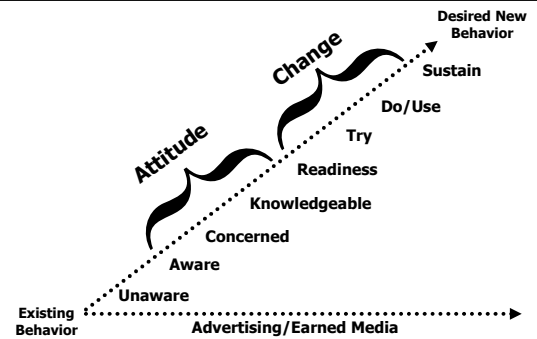 Desired New
Behavior
Change
Sustain
Do/Use
Try
Attitude
Readiness
Knowledgeable
Concerned
Aware
Unaware
Existing
Behavior
Advertising/Earned Media